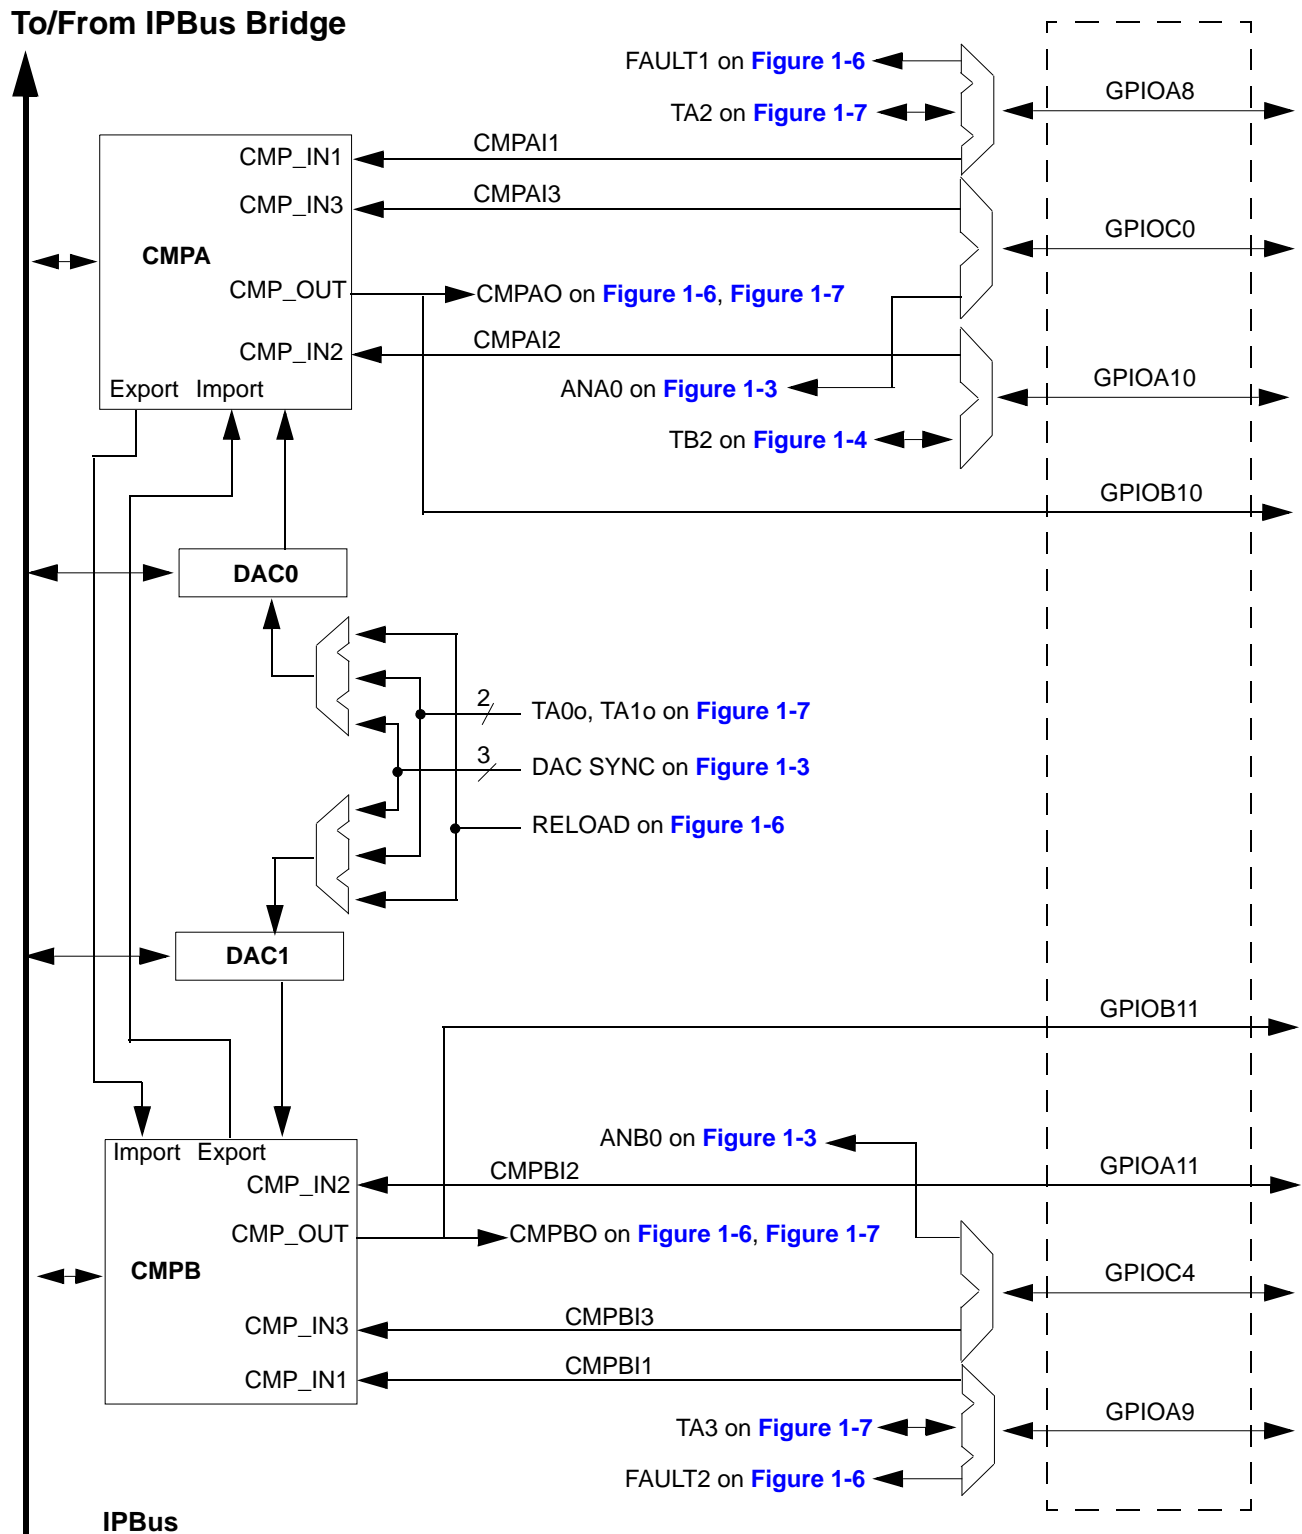 To/From IPBus Bridge
FAULT1 on Figure 1-6
GPIOA8
TA2 on Figure 1-7
CMPAI1
CMP_IN1
CMPAI3
CMP_IN3
GPIOC0
CMPA
CMP_OUT
CMPAO on Figure 1-6, Figure 1-7
CMPAI2
CMP_IN2
GPIOA10
Export Import
ANA0 on Figure 1-3
TB2 on Figure 1-4
GPIOB10
DAC0
2
TA0o, TA1o on Figure 1-7
3
DAC SYNC on Figure 1-3
RELOAD on Figure 1-6
DAC1
GPIOB11
ANB0 on Figure 1-3
Import Export
CMPBI2
GPIOA11
CMP_IN2
CMP_OUT
CMPBO on Figure 1-6, Figure 1-7
CMPB
GPIOC4
CMPBI3
CMP_IN3
CMPBI1
CMP_IN1
GPIOA9
TA3 on Figure 1-7
FAULT2 on Figure 1-6
IPBus